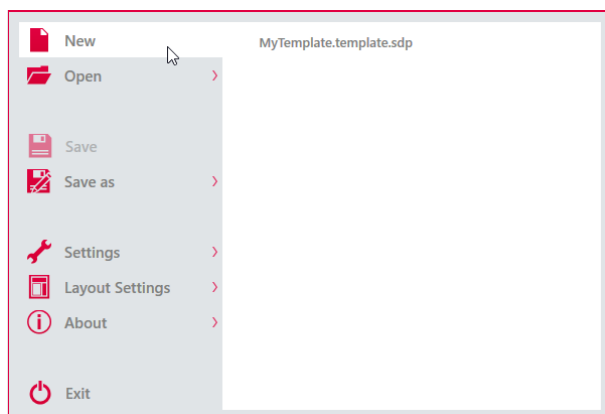 New
MyTemplate.template.sdp
Open
Save
Save as
Settings
Layout Settings
About
Exit